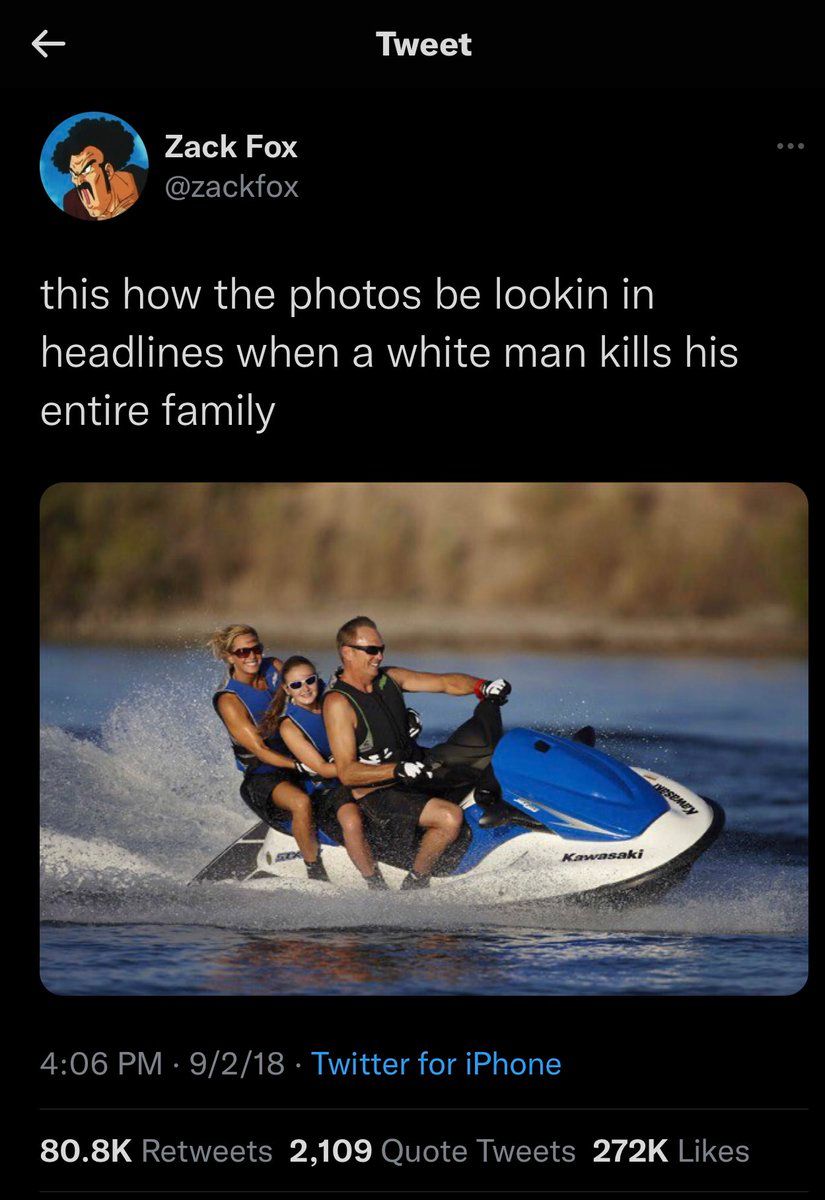 Tweet
Zack Fox
@zackfox
this how the photos be lookin in
headlines when a white man kills his
entire family
Kawasaki
Kawasaki
4:06 PM · 9/2/18 · Twitter for iPhone
80.8K Retweets 2,109 Quote Tweets 272K Likes